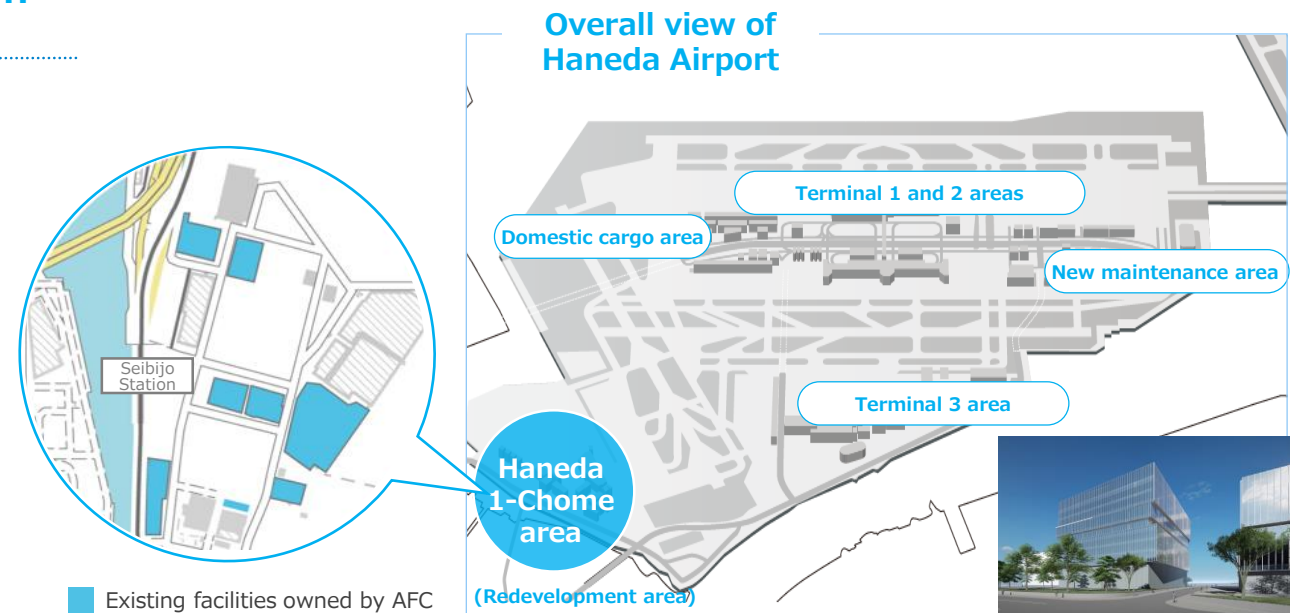 Overall view of
Haneda Airport
Terminal 1 and 2 areas
Domestic cargo area
New maintenance area
Seibijo
Station
Terminal 3 area
Haneda
1-Chome
area
(Redevelopment area)
Existing facilities owned by AFC